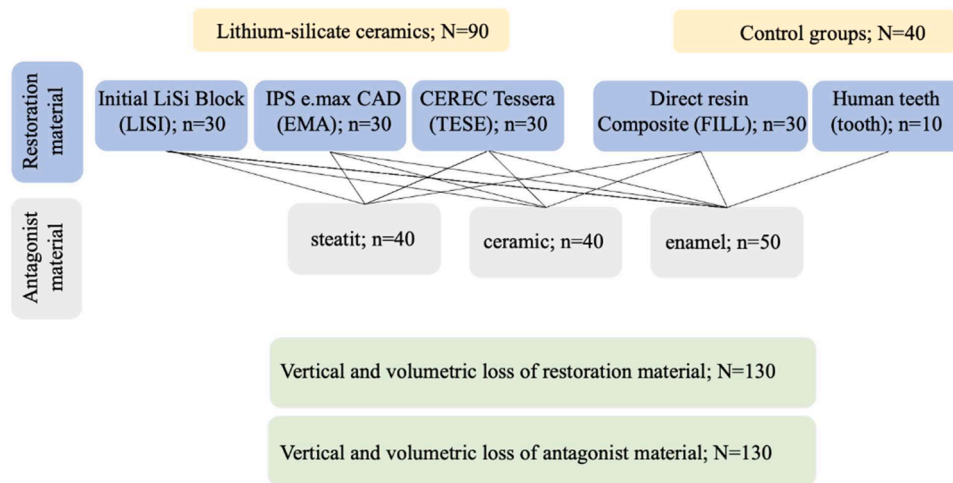 Lithium-silicate ceramics; N=90
Control groups; N=40
Restoration
material
Initial LiSi Block
(LISI); n=30
IPS e.max CAD
(EMA); n=30
CEREC Tessera
(TESE); n=30
Direct resin
Composite (FILL); n=30
Human teeth
(tooth); n=10
Antagonist
material
steatit; n=40
ceramic; n=40
enamel; n=50
Vertical and volumetric loss of restoration material; N=130
Vertical and volumetric loss of antagonist material; N=130